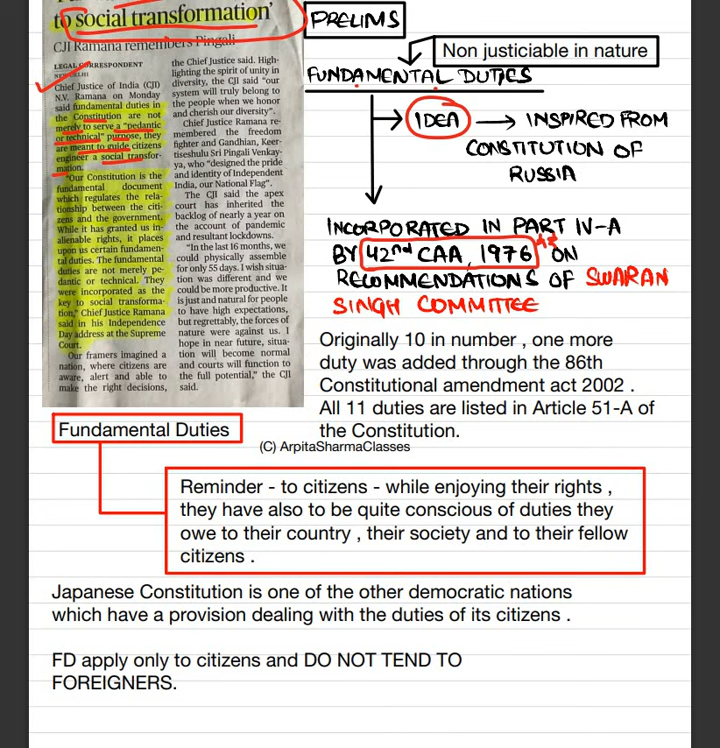 to social transformation'
CJI Ramana remembers Pingali
LEGAL CORRESPONDENT
NEW DELHI
Chief Justice of India (CJI)
N.V. Ramana on Monday
said fundamental duties in
the Constitution are not
merely to serve a "pedantic
or technical" purpose, they
are meant to guide citizens
engineer a social transfor-
mation.
"Our Constitution is the
fundamental document
which regulates the rela-
tionship between the citi-
zens and the government.
While it has granted us in-
alienable rights, it places
upon us certain fundamen-
tal duties. The fundamental
duties are not merely pe-
dantic or technical. They
were incorporated as the
key to social transforma-
tion," Chief Justice Ramana
said in his Independence
Day address at the Supreme
Court.
Our framers imagined a
nation, where citizens are
aware, alert and able to
make the right decisions,
the Chief Justice said. High-
lighting the spirit of unity in
diversity, the CJI said "our
system will truly belong to
the people when we honor
and cherish our diversity".
Chief Justice Ramana re-
membered the freedom
fighter and Gandhian, Keer-
tiseshulu Sri Pingali Venkay-
ya, who "designed the pride
and identity of Independent
India, our National Flag".
The CJI said the apex
court has inherited the
backlog of nearly a year on
the account of pandemic
and resultant lockdowns.
"In the last 16 months, we
could physically assemble
for only 55 days. I wish situa-
tion was different and we
could be more productive. It
is just and natural for people
to have high expectations,
but regrettably, the forces of
nature were against us. I
hope in near future, situa-
tion will become normal
and courts will function to
the full potential," the CJI
said.
PRELIMS
Non justiciable in nature
FUNDAMENTAL DUTIES
IDEA → INSPIRED FROM
CONSTITUTION OF
RUSSIA
INCORPORATED IN PART IV-A
BY 42nd CAA, 1976 ON
RECOMMENDATIONS OF SWARAN
SINGH COMMITTEE
Originally 10 in number , one more
duty was added through the 86th
Constitutional amendment act 2002 .
All 11 duties are listed in Article 51-A of
the Constitution.
Fundamental Duties
(C) ArpitaSharmaClasses
Reminder - to citizens - while enjoying their rights ,
they have also to be quite conscious of duties they
owe to their country , their society and to their fellow
citizens .
Japanese Constitution is one of the other democratic nations
which have a provision dealing with the duties of its citizens .
FD apply only to citizens and DO NOT TEND TO
FOREIGNERS.